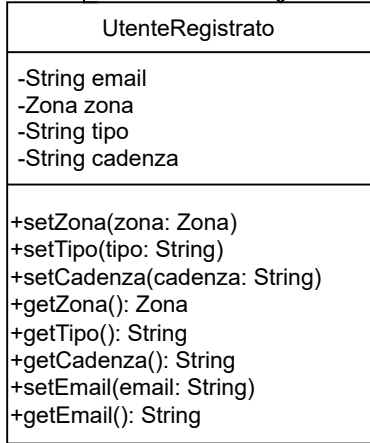 UtenteRegistrato
-String email
-Zona zona
-String tipo
-String cadenza
+setZona(zona: Zona)
+setTipo(tipo: String)
+setCadenza(cadenza: String)
+getZona(): Zona
+getTipo(): String
+getCadenza(): String
+setEmail(email: String)
+getEmail(): String